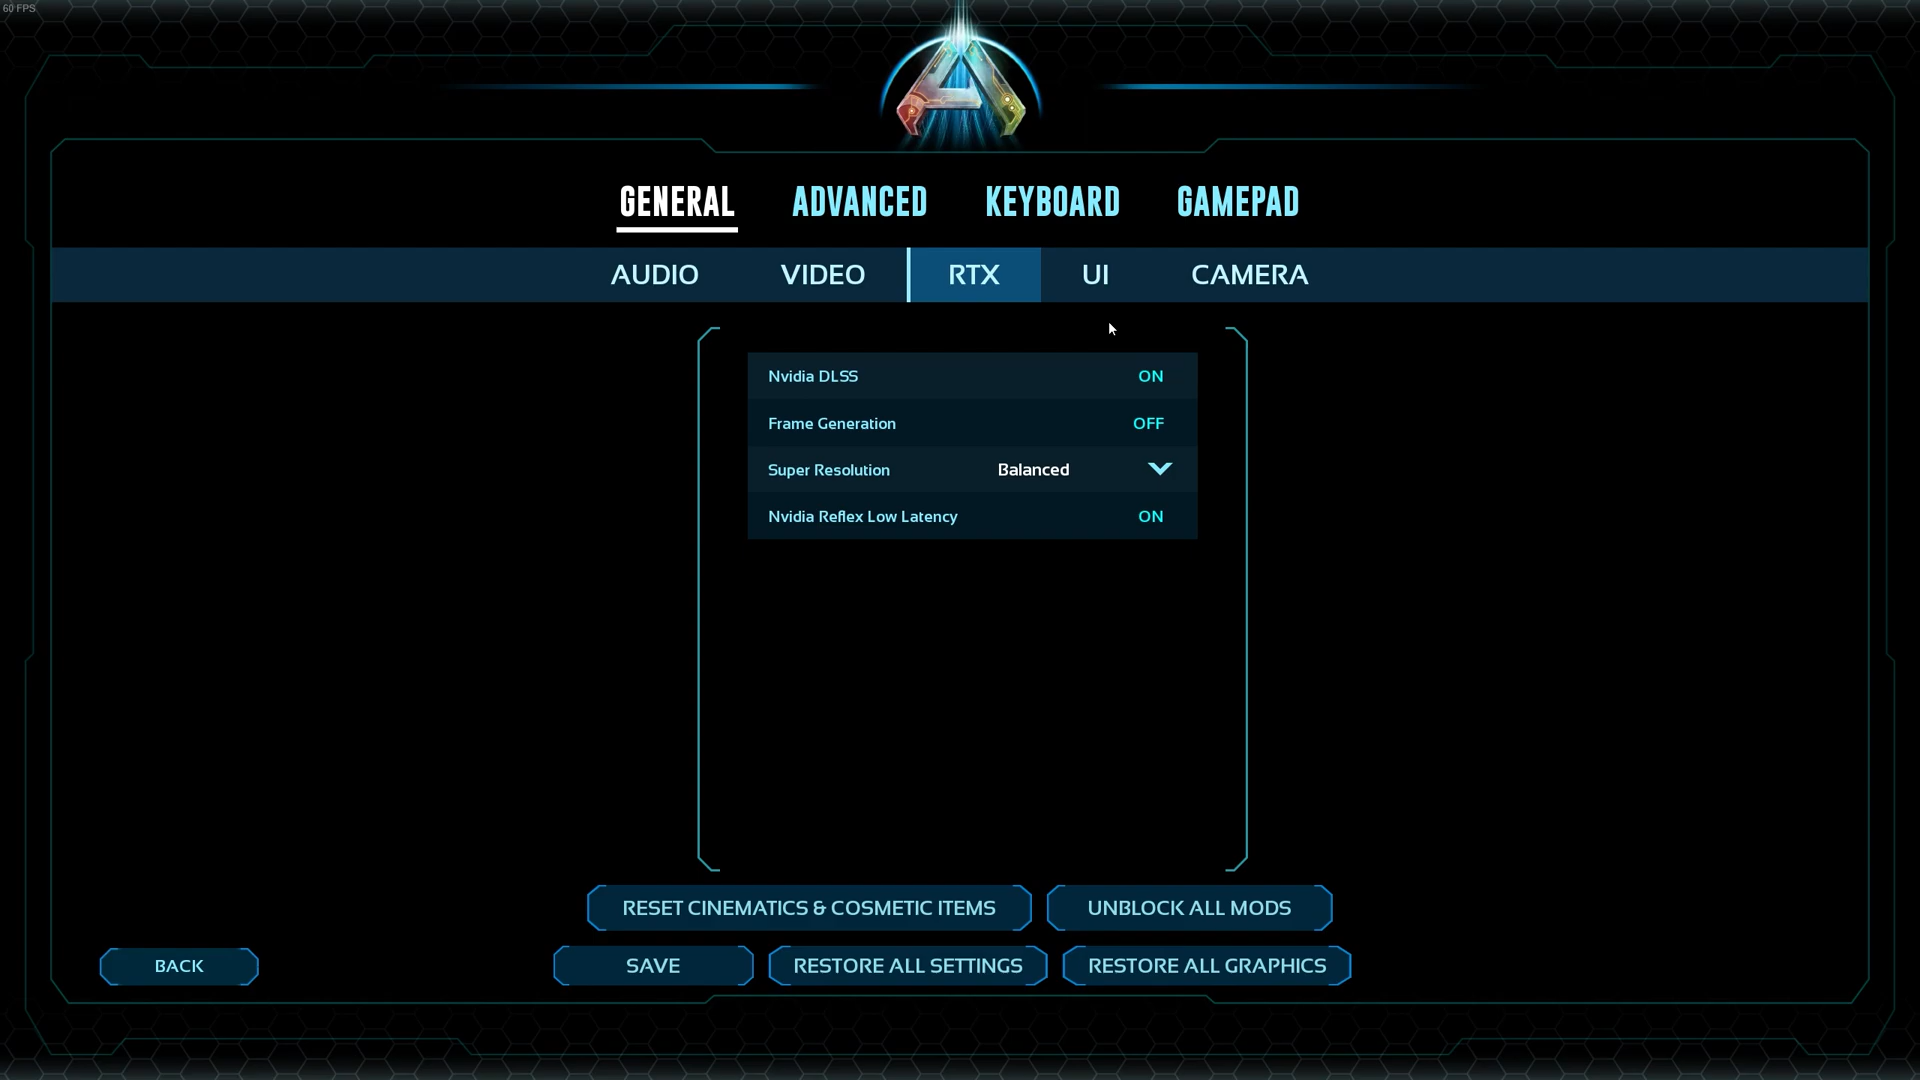 60 FPS
GENERAL ADVANCED KEYBOARD GAMEPAD
AUDIO VIDEO RTX UI CAMERA
Nvidia DLSS ON
Frame Generation OFF
Super Resolution Balanced
Nvidia Reflex Low Latency ON
RESET CINEMATICS & COSMETIC ITEMS UNBLOCK ALL MODS
BACK SAVE RESTORE ALL SETTINGS RESTORE ALL GRAPHICS